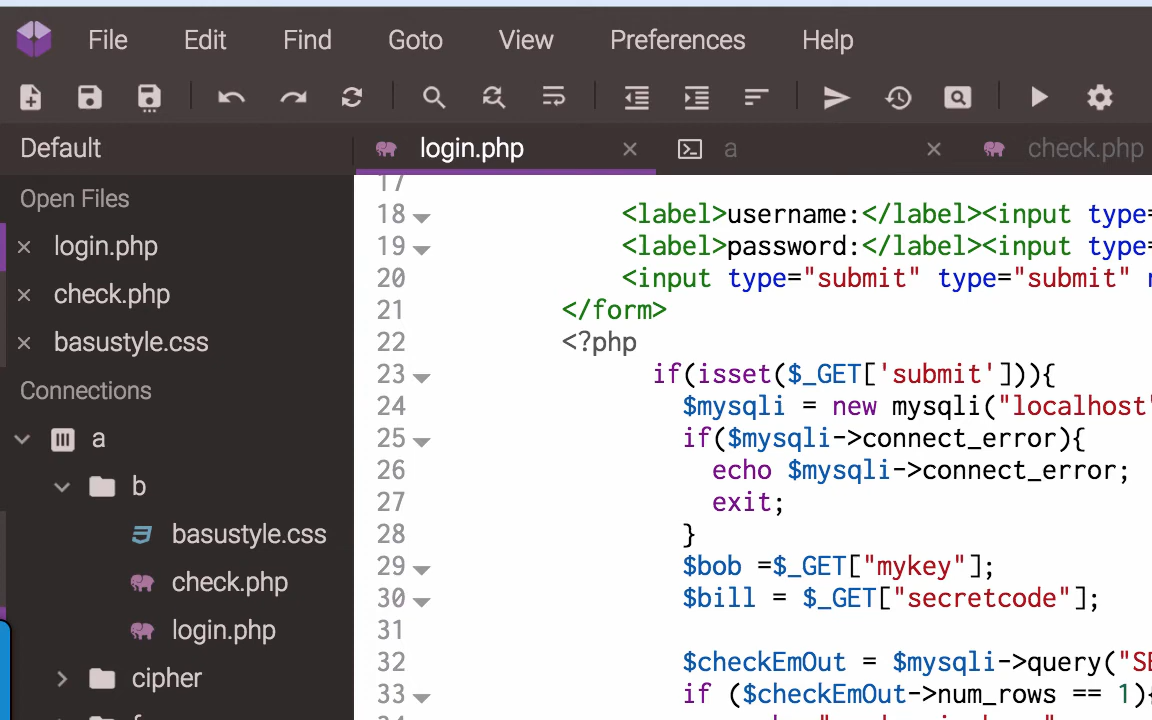 File Edit Find Goto View Preferences Help
Default
login.php
a
check.php
Open Files
login.php
check.php
basustyle.css
Connections
a
b
basustyle.css
check.php
login.php
cipher
17
18 <label>username:</label><input type=
19 <label>password:</label><input type=
20 <input type="submit" type="submit"
21 </form>
22 <?php
23 if(isset($_GET['submit'])){
24 $mysqli = new mysqli("localhost"
25 if($mysqli->connect_error){
26 echo $mysqli->connect_error;
27 exit;
28 }
29 $bob =$_GET["mykey"];
30 $bill = $_GET["secretcode"];
31
32 $checkEmOut = $mysqli->query("SE
33 if ($checkEmOut->num_rows == 1){